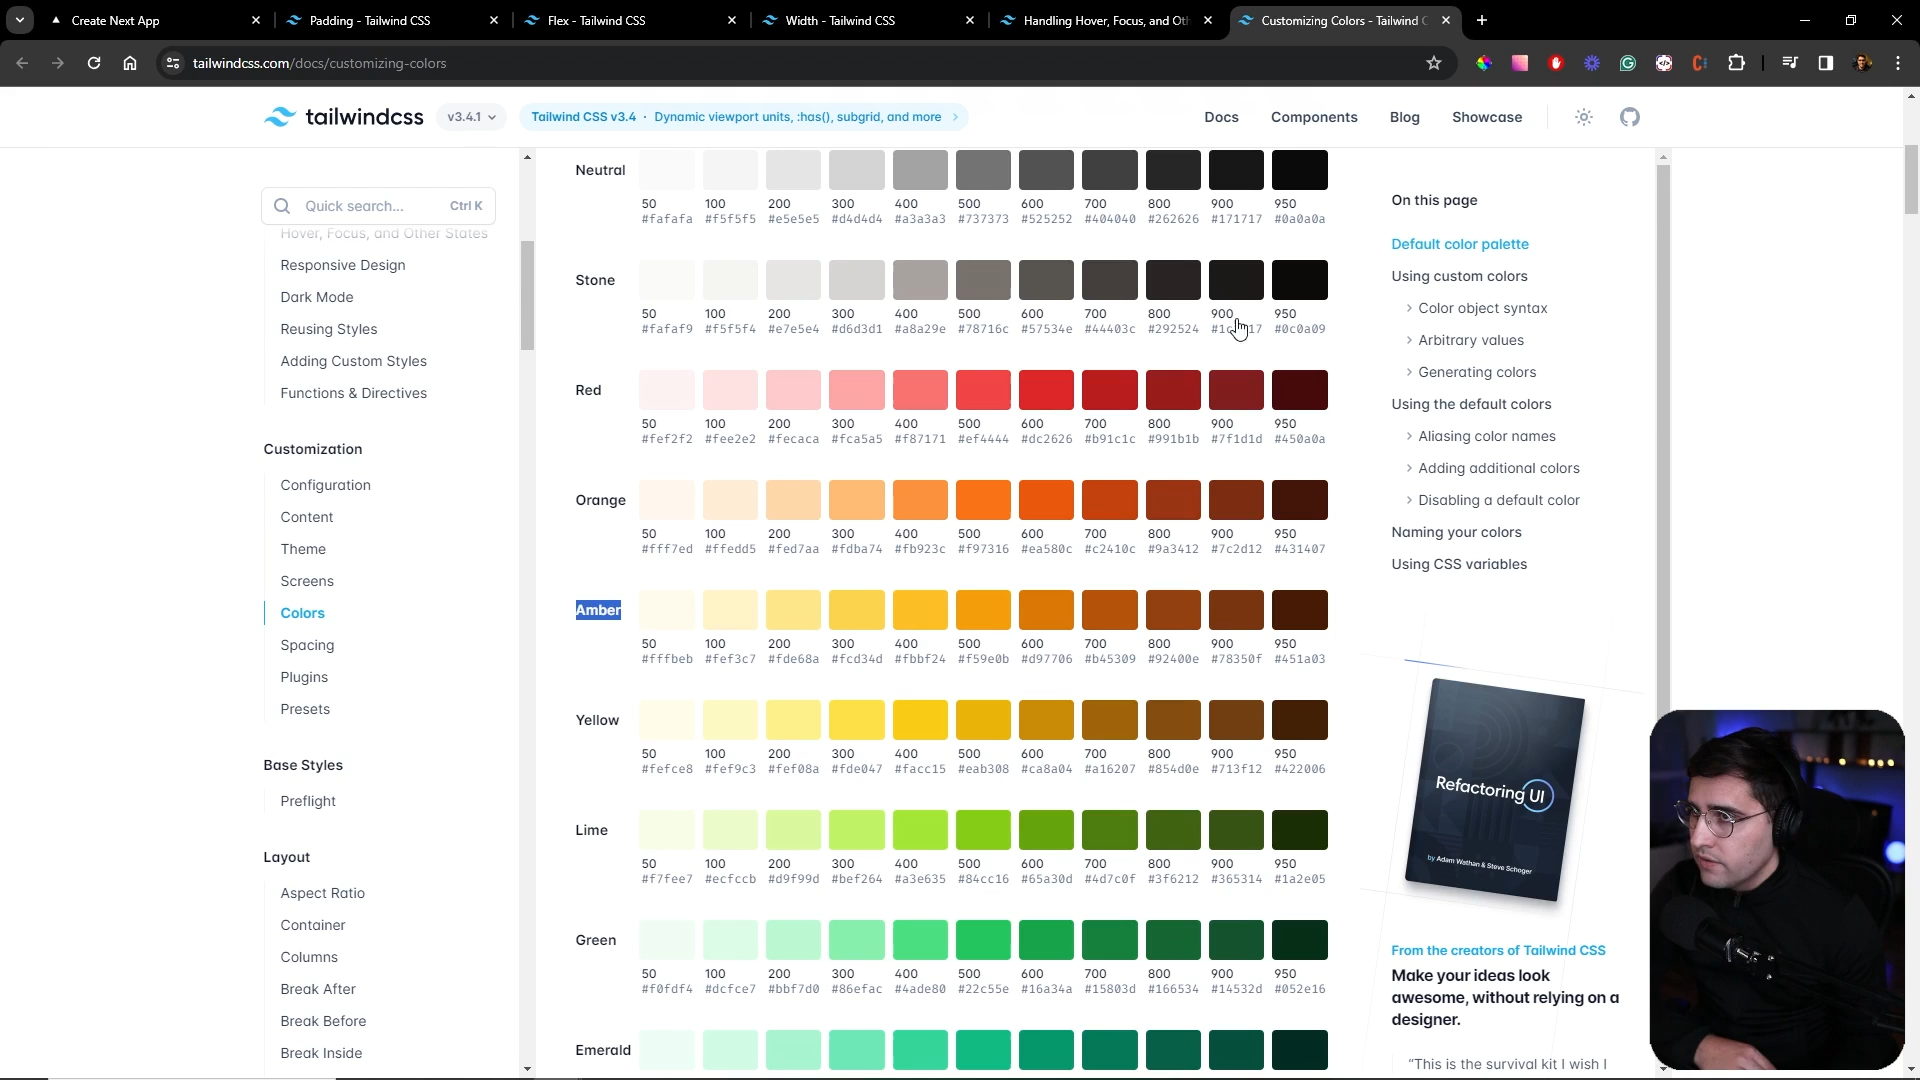 Create Next App
Padding - Tailwind CSS
Flex - Tailwind CSS
Width - Tailwind CSS
Handling Hover, Focus, and Ot
Customizing Colors - Tailwind C
tailwindcss.com/docs/customizing-colors
tailwindcss
v3.4.1
Tailwind CSS v3.4 · Dynamic viewport units, :has(), subgrid, and more
Docs
Components
Blog
Showcase
Quick search...
Ctrl K
Hover, Focus, and Other States
Responsive Design
Dark Mode
Reusing Styles
Adding Custom Styles
Functions & Directives
Customization
Configuration
Content
Theme
Screens
Colors
Spacing
Plugins
Presets
Base Styles
Preflight
Layout
Aspect Ratio
Container
Columns
Break After
Break Before
Break Inside
Neutral
50 100 200 300 400 500 600 700 800 900 950
#fafafa #f5f5f5 #e5e5e5 #d4d4d4 #a3a3a3 #737373 #525252 #404040 #262626 #171717 #0a0a0a
Stone
50 100 200 300 400 500 600 700 800 900 950
#fafaf9 #f5f5f4 #e7e5e4 #d6d3d1 #a8a29e #78716c #57534e #44403c #292524 #0c0a09
Red
50 100 200 300 400 500 600 700 800 900 950
#fef2f2 #fee2e2 #fecaca #fca5a5 #f87171 #ef4444 #dc2626 #b91c1c #991b1b #7f1d1d #450a0a
Orange
50 100 200 300 400 500 600 700 800 900 950
#fff7ed #ffedd5 #fed7aa #fdba74 #fb923c #f97316 #ea580c #c2410c #9a3412 #7c2d12 #431407
Amber
50 100 200 300 400 500 600 700 800 900 950
#fffbeb #fef3c7 #fde68a #fcd34d #fbbf24 #f59e0b #d97706 #b45309 #92400e #78350f #451a03
Yellow
50 100 200 300 400 500 600 700 800 900 950
#fefce8 #fef9c3 #fef08a #fde047 #facc15 #eab308 #ca8a04 #a16207 #854d0e #713f12 #422006
Lime
50 100 200 300 400 500 600 700 800 900 950
#f7fee7 #ecfccb #d9f99d #bef264 #a3e635 #84cc16 #65a30d #4d7c0f #3f6212 #365314 #1a2e05
Green
50 100 200 300 400 500 600 700 800 900 950
#f0fdf4 #dcfce7 #bbf7d0 #86efac #4ade80 #22c55e #16a34a #15803d #166534 #14532d #052e16
Emerald
On this page
Default color palette
Using custom colors
Color object syntax
Arbitrary values
Generating colors
Using the default colors
Aliasing color names
Adding additional colors
Disabling a default color
Naming your colors
Using CSS variables
Refactoring UI
by Adam Wathan & Steve Schoger
From the creators of Tailwind CSS
Make your ideas look
awesome, without relying on a
designer.
“This is the survival kit I wish I